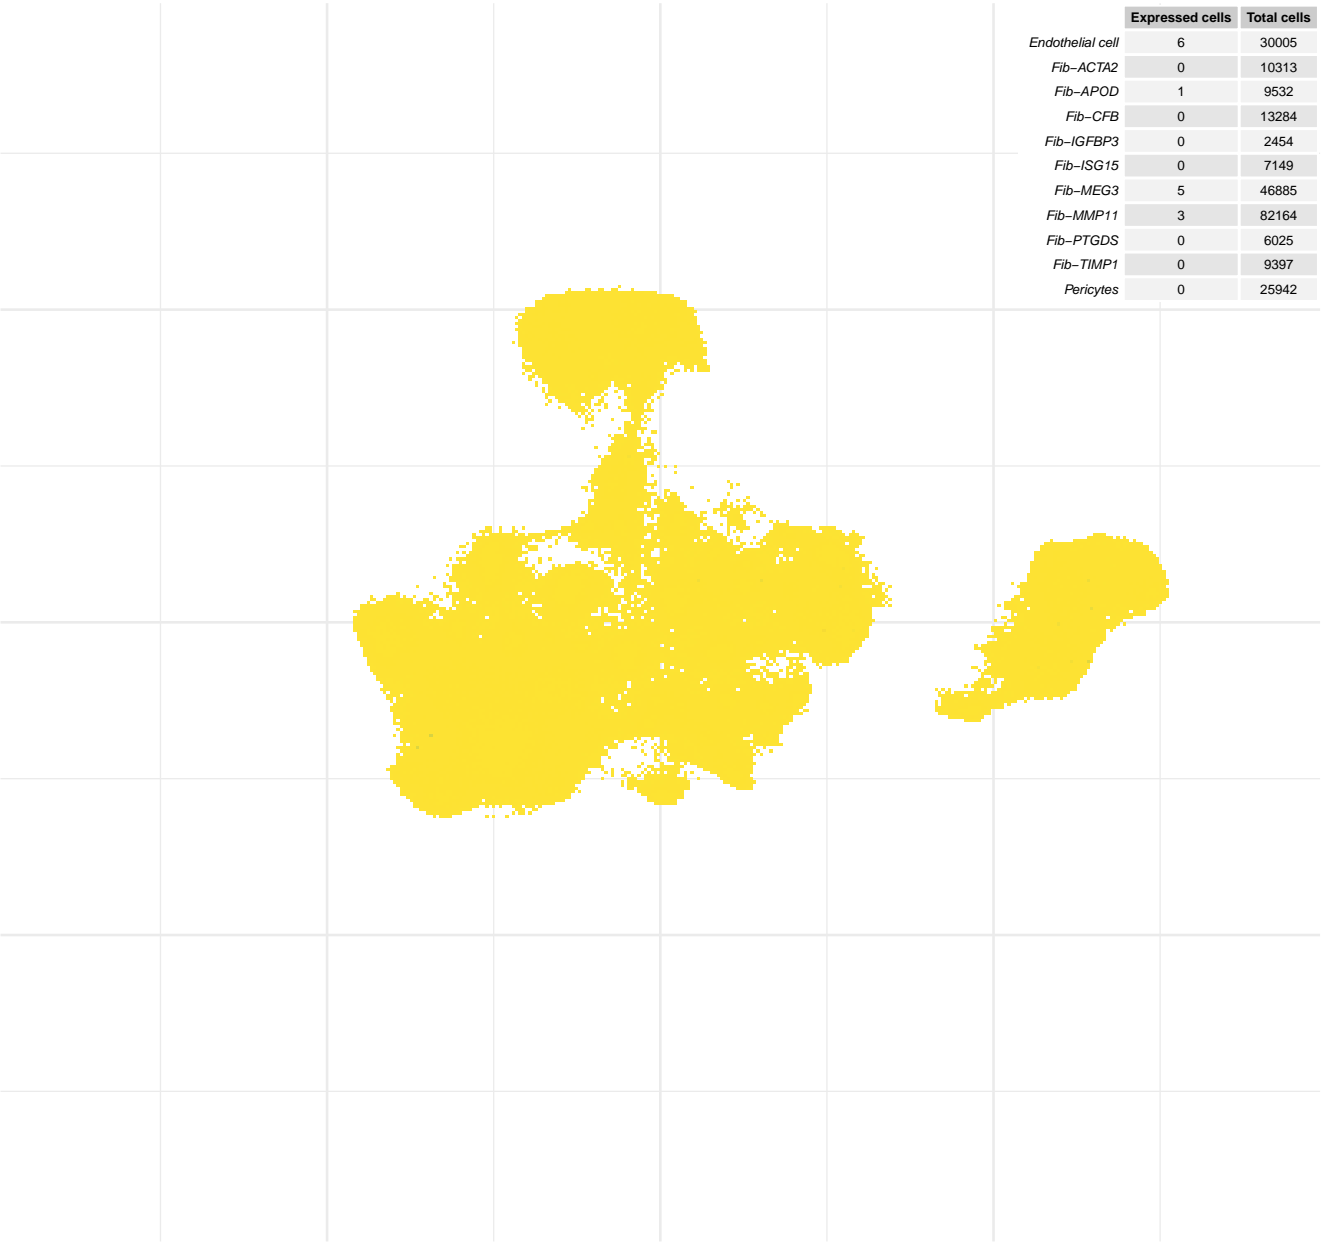 Expressed cells Total cells
Endothelial cell 6 30005
Fib−ACTA2 0 10313
Fib−APOD 1 9532
Fib−CFB 0 13284
Fib−IGFBP3 0 2454
Fib−ISG15 0 7149
Fib−MEG3 5 46885
Fib−MMP11 3 82164
Fib−PTGDS 0 6025
Fib−TIMP1 0 9397
Pericytes 0 25942